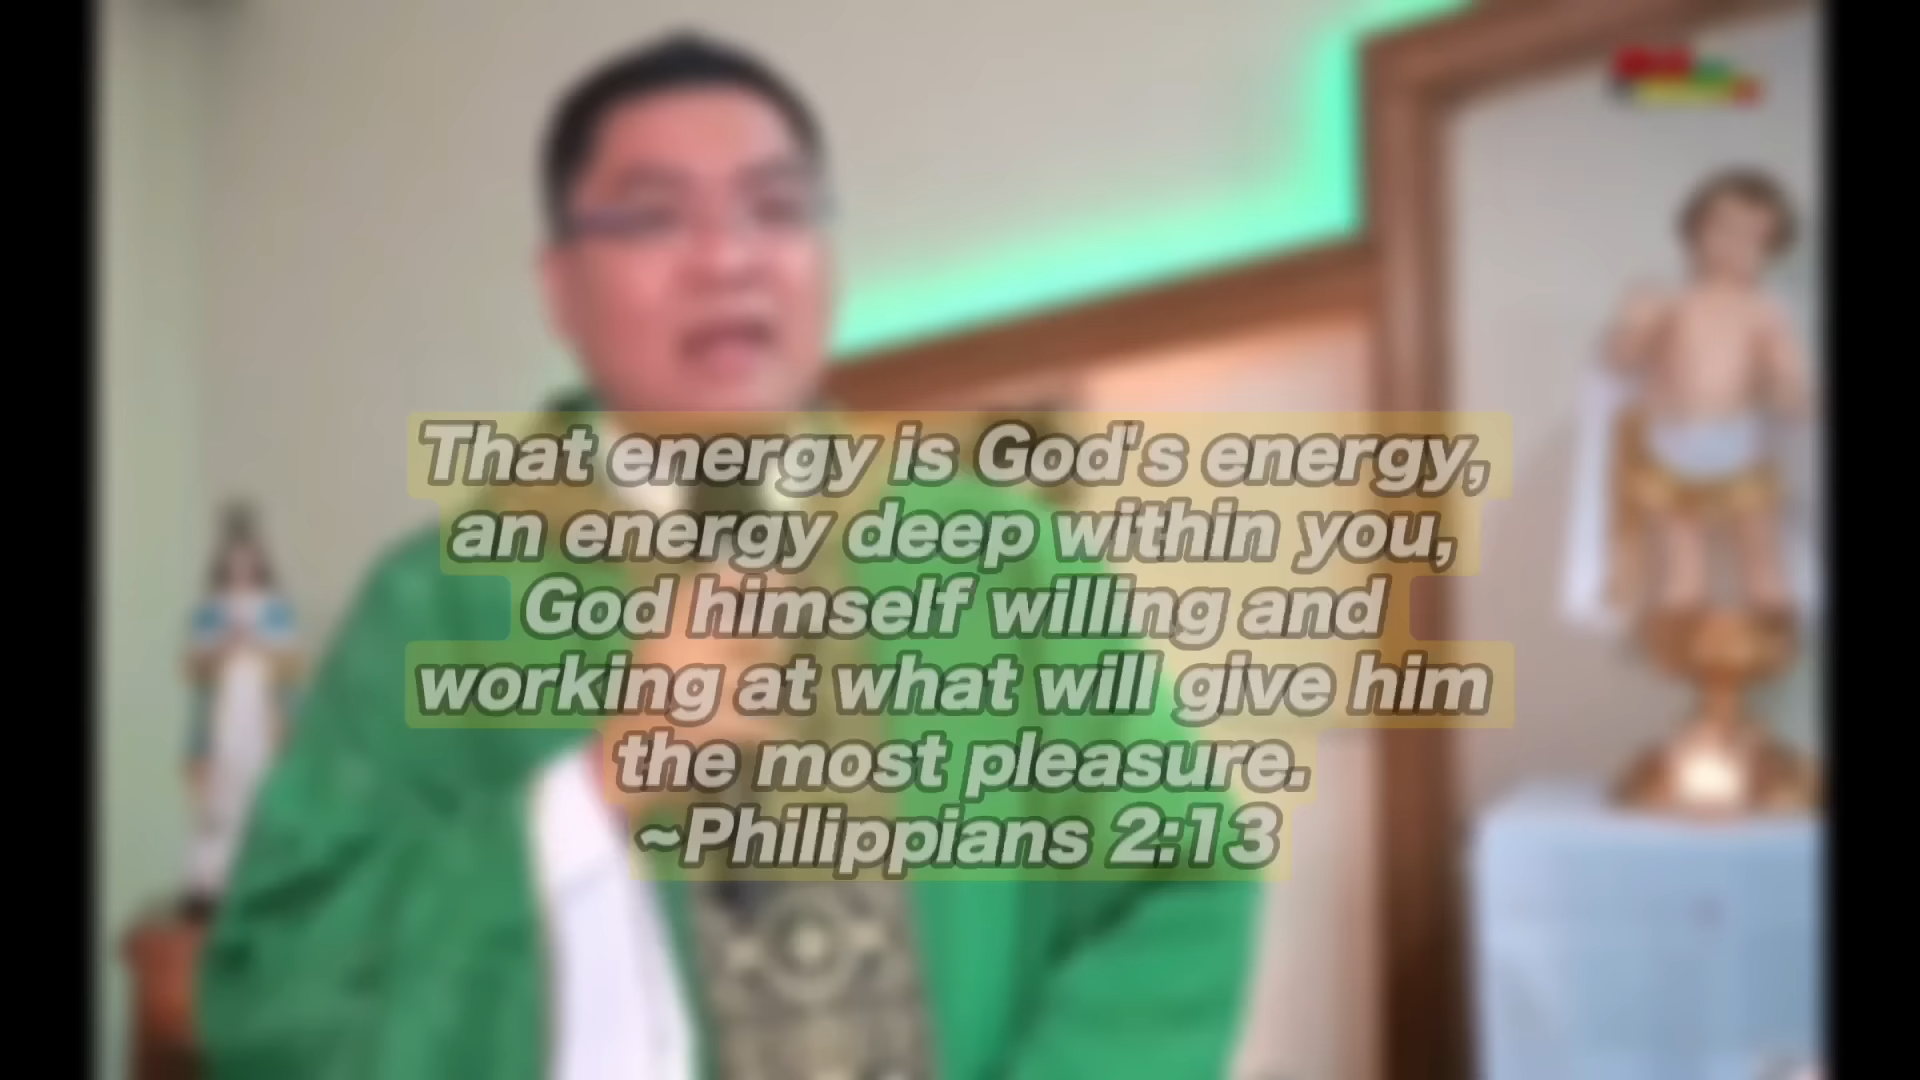 That energy is God's energy,
an energy deep within you,
God himself willing and
working at what will give him
the most pleasure.
~Philippians 2:13